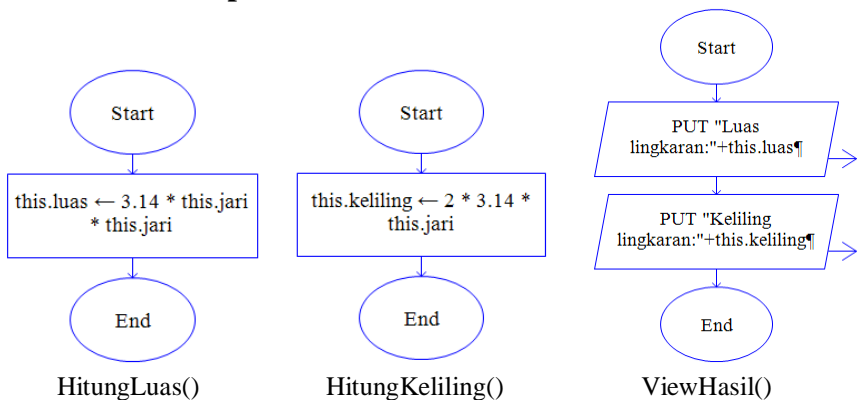 Start
this.luas ← 3.14 * this.jari
* this.jari
End
HitungLuas()
Start
this.keliling ← 2 * 3.14 *
this.jari
End
HitungKeliling()
Start
PUT "Luas
lingkaran:"+this.luas¶
PUT "Keliling
lingkaran:"+this.keliling¶
End
ViewHasil()